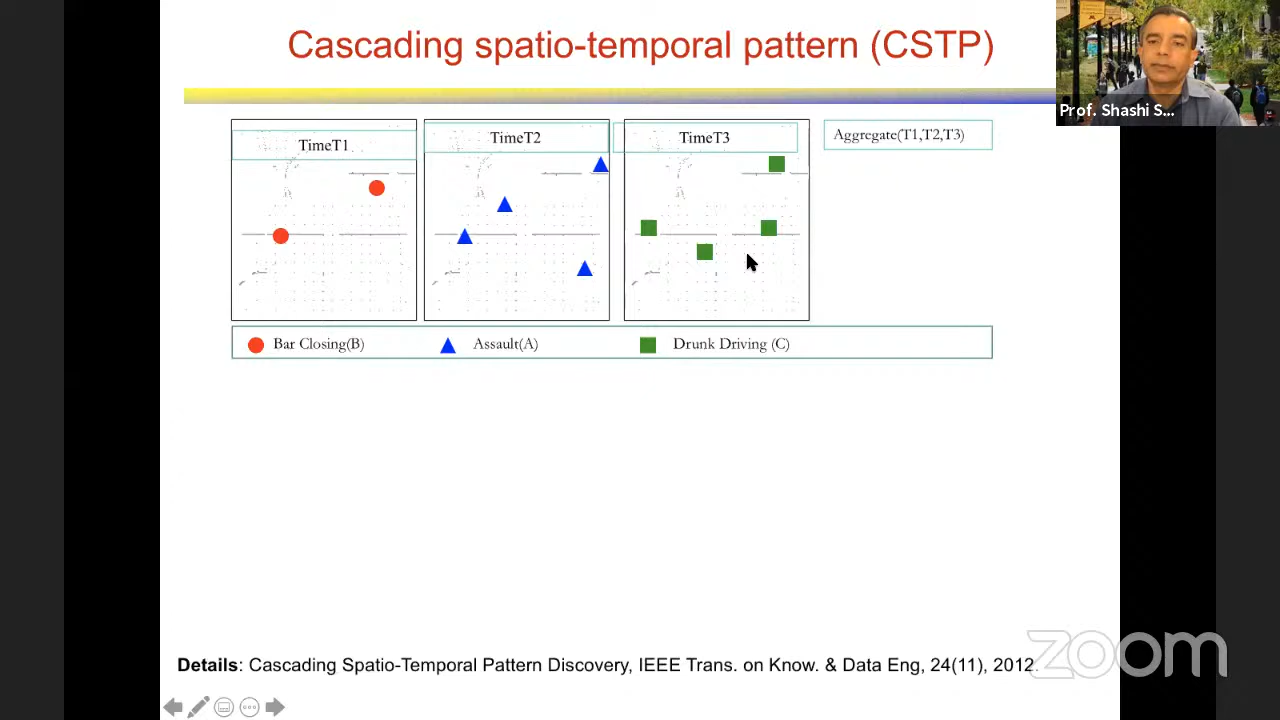 Cascading spatio-temporal pattern (CSTP)
Prof. Shashi S...
TimeT1
TimeT2
TimeT3
Aggregate(T1,T2,T3)
Bar Closing(B)
Assault(A)
Drunk Driving (C)
Details: Cascading Spatio-Temporal Pattern Discovery, IEEE Trans. on Know. & Data Eng, 24(11), 2012.
zoom